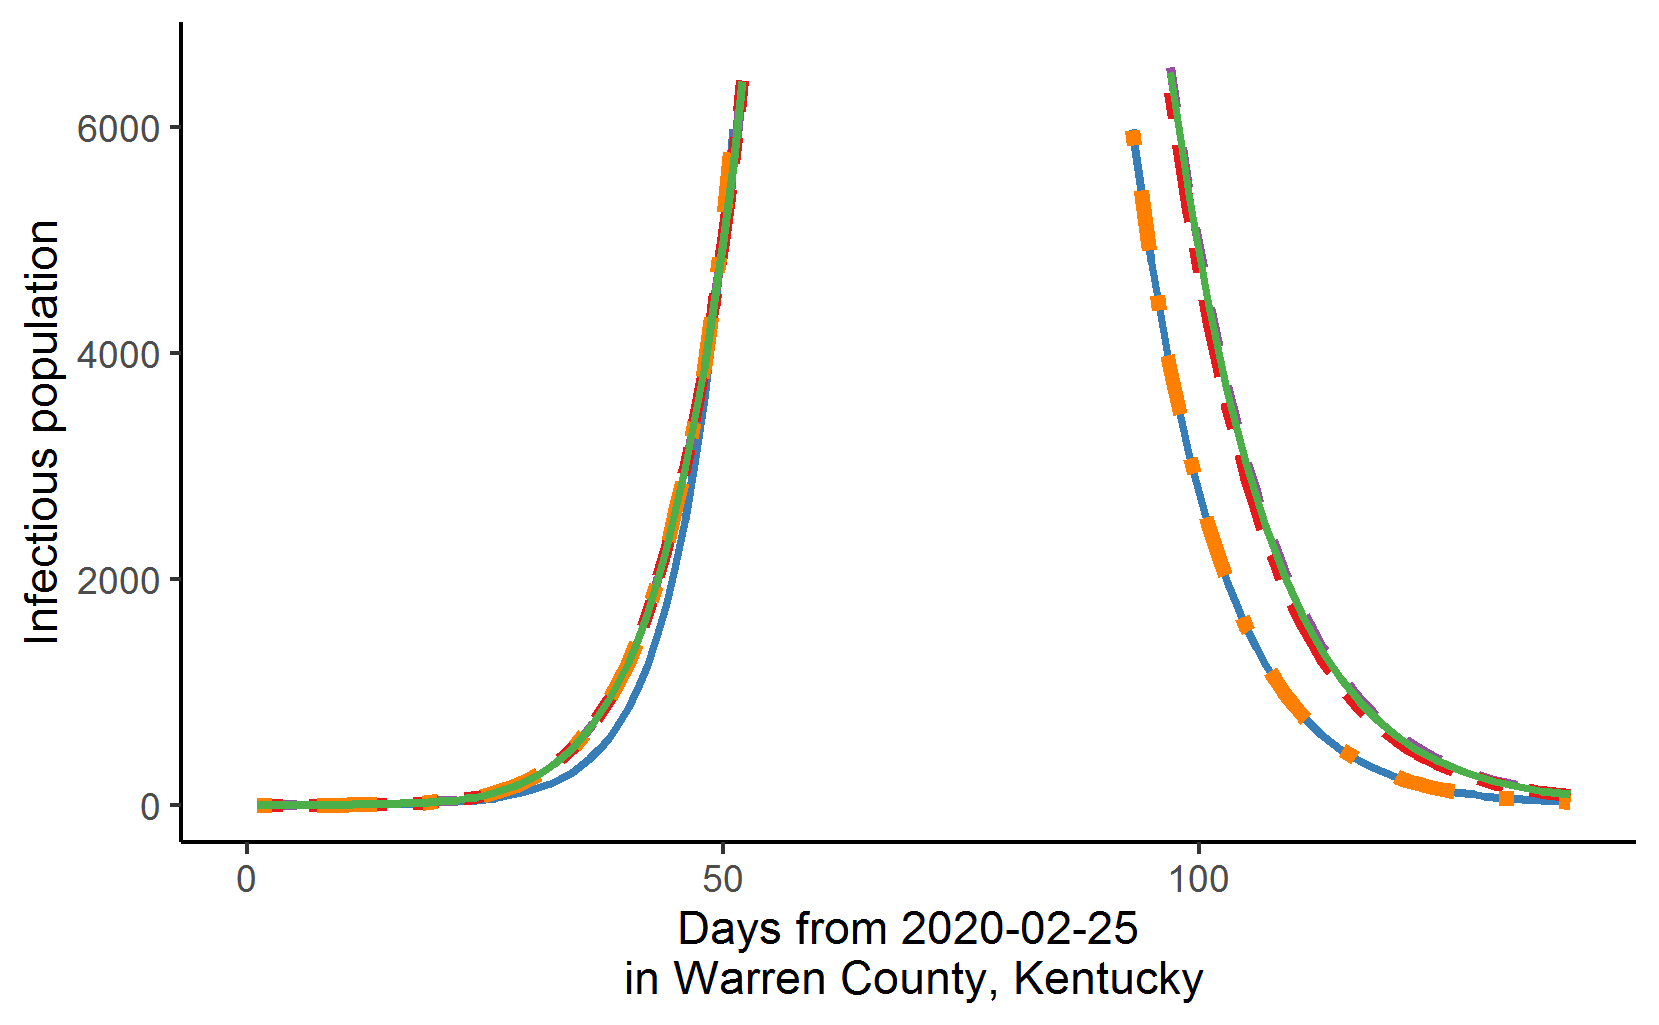 Infectious population
6000
4000
2000
0
0 50 100
Days from 2020-02-25
in Warren County, Kentucky